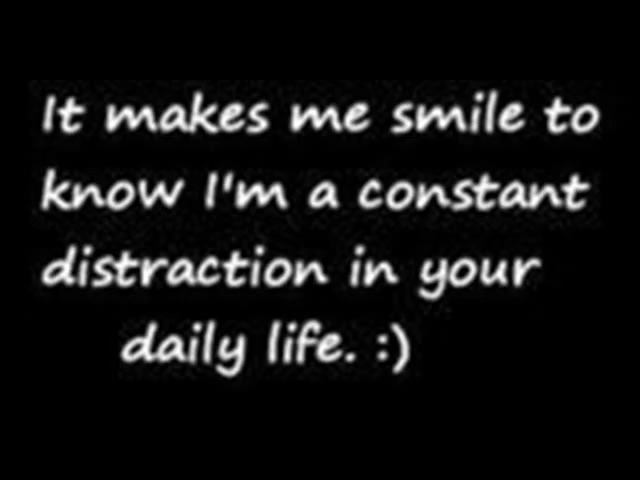 It makes me smile to
know I'm a constant
distraction in your
daily life. :)